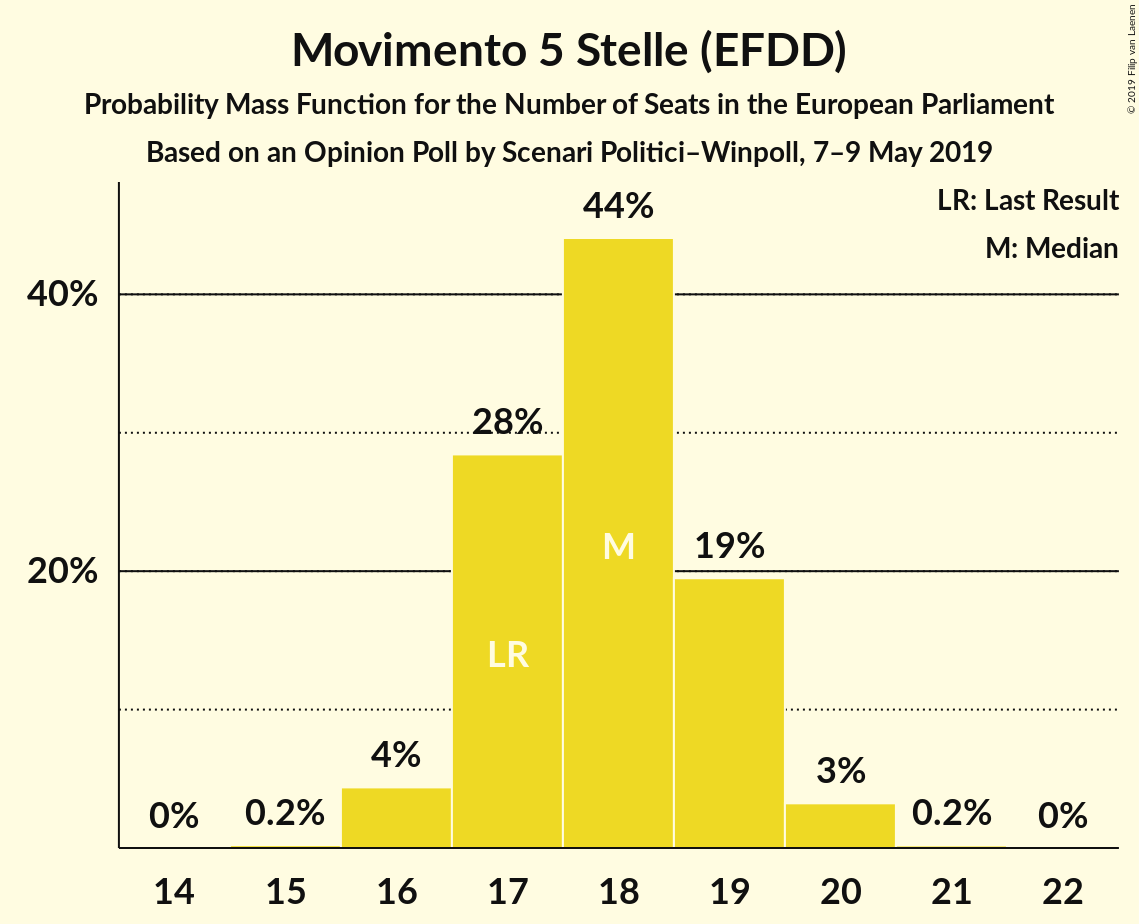 Movimento 5 Stelle (EFDD)
Probability Mass Function for the Number of Seats in the European Parliament
Based on an Opinion Poll by Scenari Politici–Winpoll, 7–9 May 2019
© 2019 Filip van Laenen
LR: Last Result
M: Median
44%
40%
28%
M
19%
20%
LR
4%
3%
0%
0.2%
0.2%
0%
14 15 16 17 18 19 20 21 22